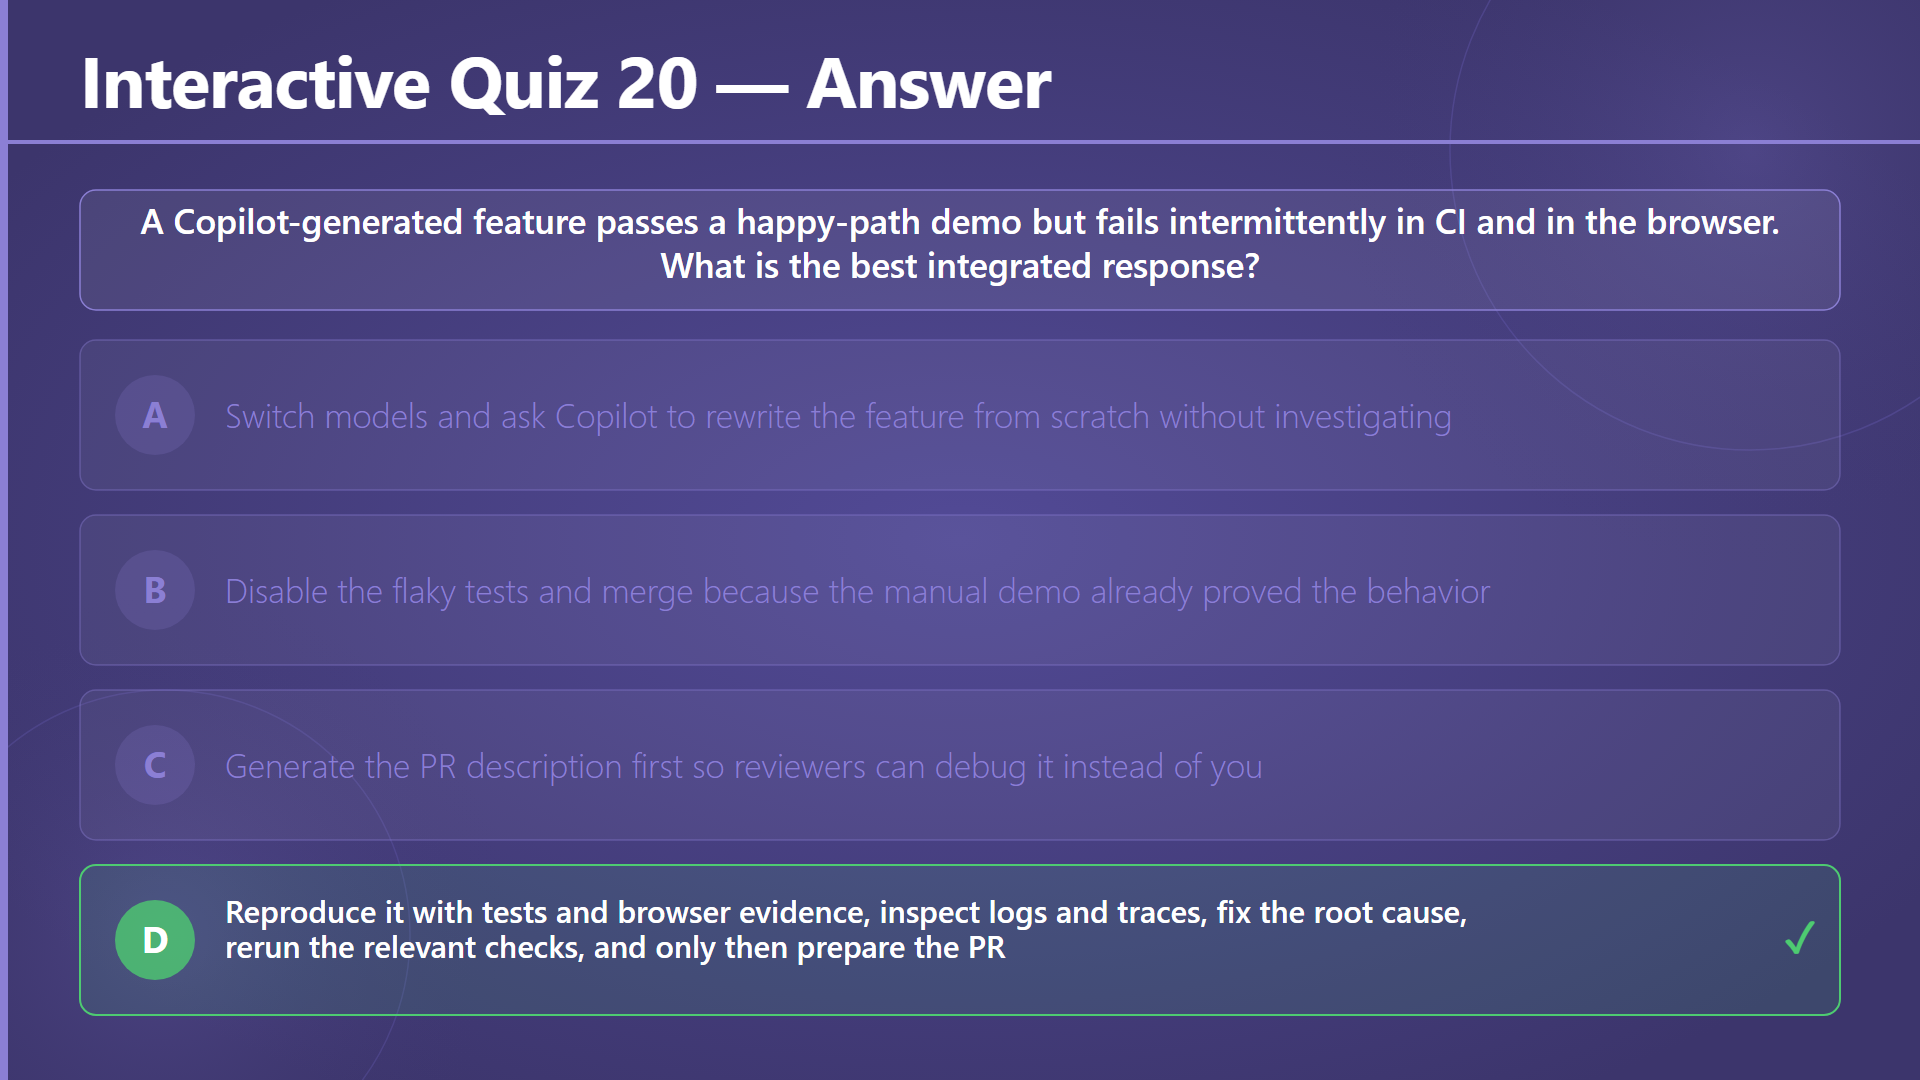 Interactive Quiz 20 — Answer
A Copilot-generated feature passes a happy-path demo but fails intermittently in CI and in the browser.
What is the best integrated response?
A
Switch models and ask Copilot to rewrite the feature from scratch without investigating
B
Disable the flaky tests and merge because the manual demo already proved the behavior
C
Generate the PR description first so reviewers can debug it instead of you
D
Reproduce it with tests and browser evidence, inspect logs and traces, fix the root cause,
rerun the relevant checks, and only then prepare the PR
✓